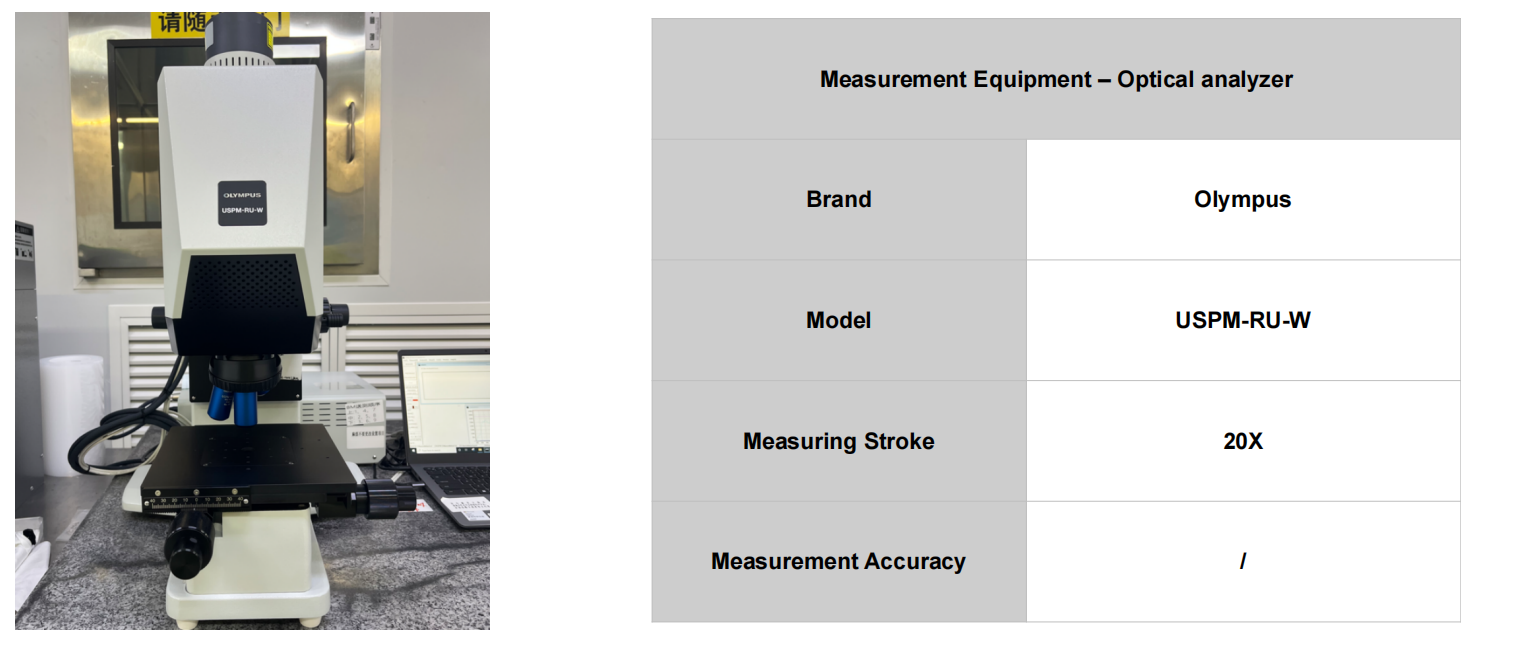 请随
OLYMPUS
USPM-RU-W
Measurement Equipment – Optical analyzer
Brand
Olympus
Model
USPM-RU-W
Measuring Stroke
20X
Measurement Accuracy
/